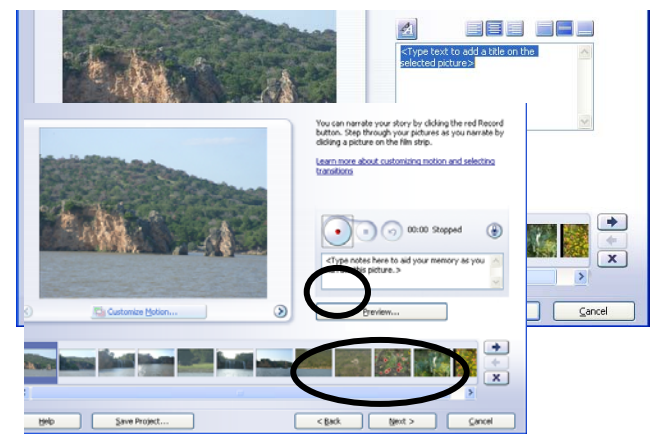 <Type text to add a title on the
selected picture>
You can narrate your story by clicking the red Record
button. Step through your pictures as you narrate by
clicking a picture on the film strip.
Learn more about customizing motion and selecting
transitions
00:00 Stopped
<Type notes here to aid your memory as you
this picture.>
Customize Motion...
Preview...
Cancel
Help
Save Project...
< Back
Next >
Cancel